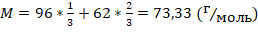 M = 96 * 1/3 + 62 * 2/3 = 73,33 (г/моль)